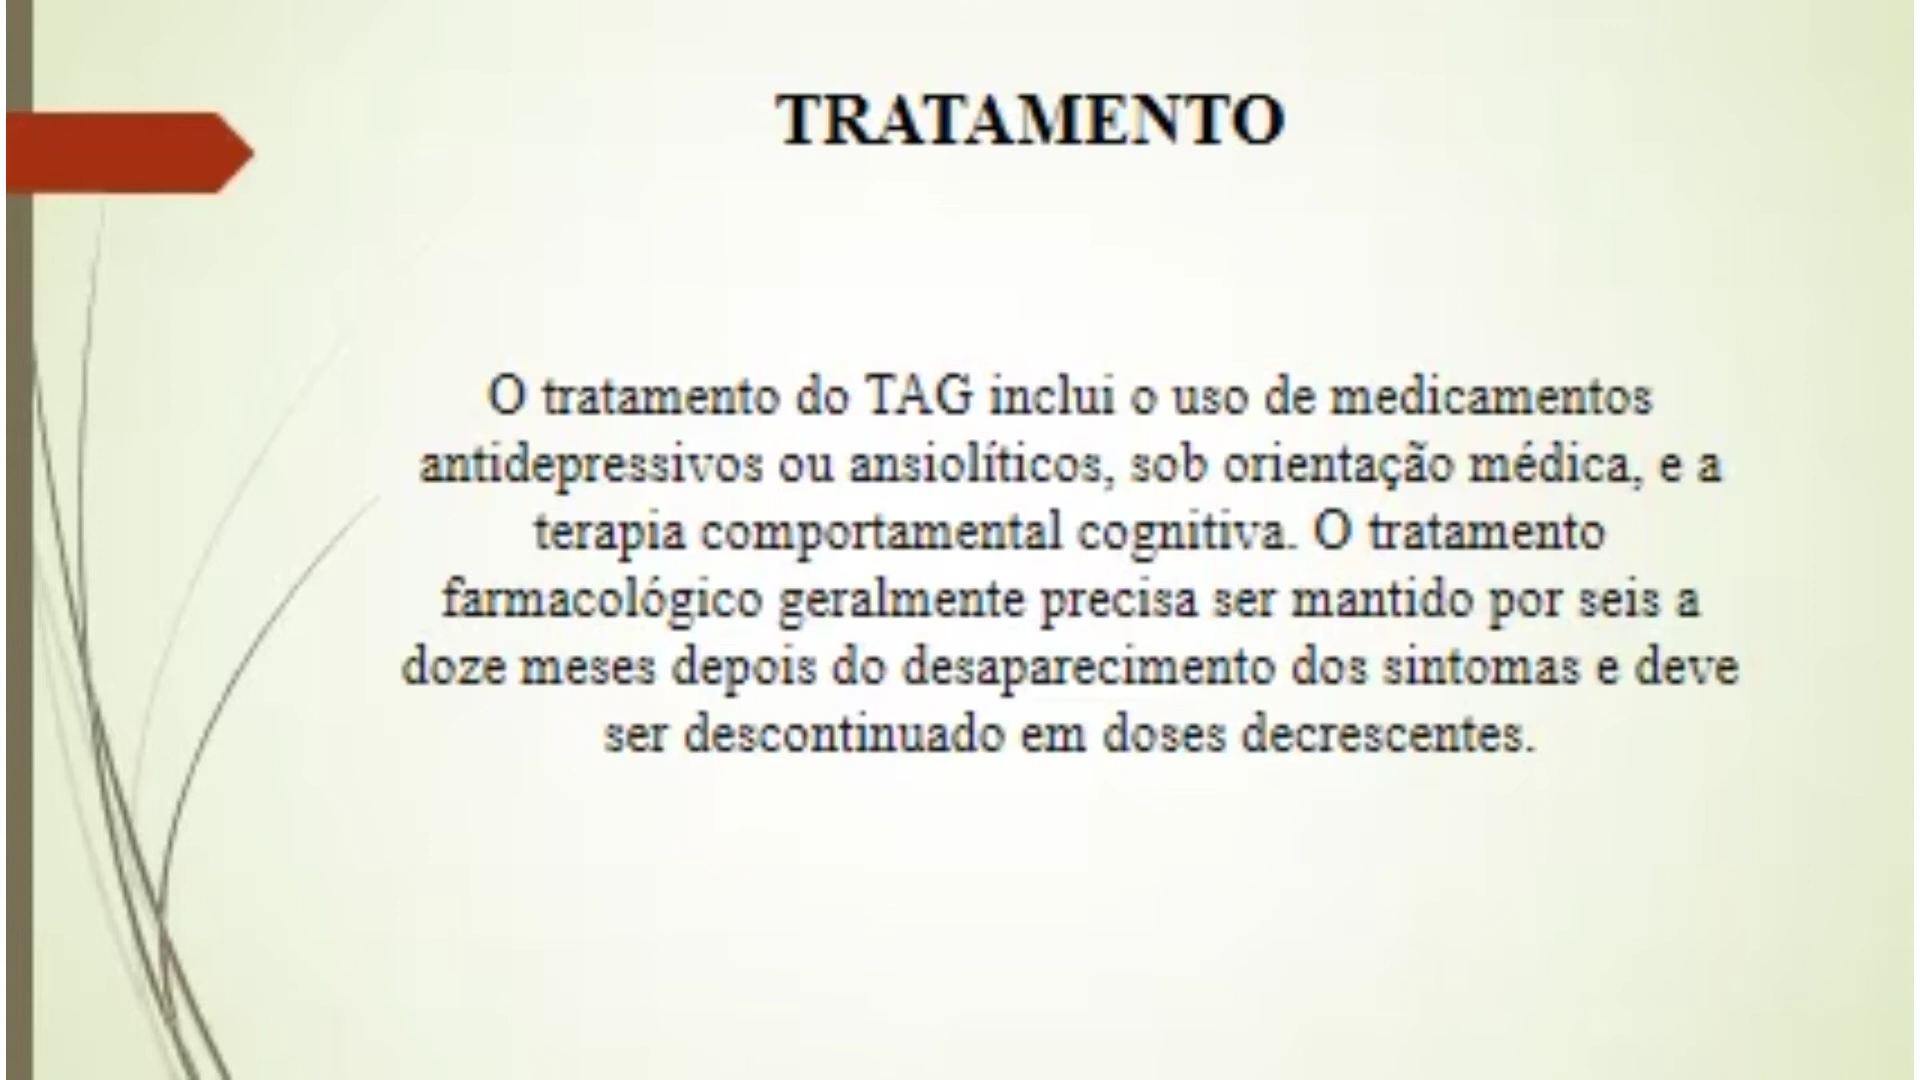 TRATAMENTO
O tratamento do TAG inclui o uso de medicamentos
antidepressivos ou ansiolíticos, sob orientação médica, e a
terapia comportamental cognitiva. O tratamento
farmacológico geralmente precisa ser mantido por seis a
doze meses depois do desaparecimento dos sintomas e deve
ser descontinuado em doses decrescentes.